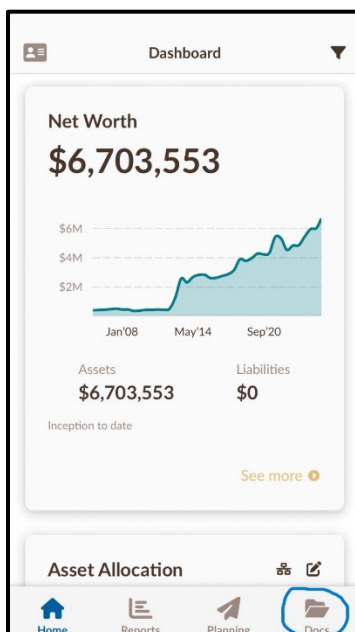 Dashboard
Net Worth
$6,703,553
$6M
$4M
$2M
Jan'08 May'14 Sep'20
Assets Liabilities
$6,703,553 $0
Inception to date
See more
Asset Allocation
Home Reports Planning Docs